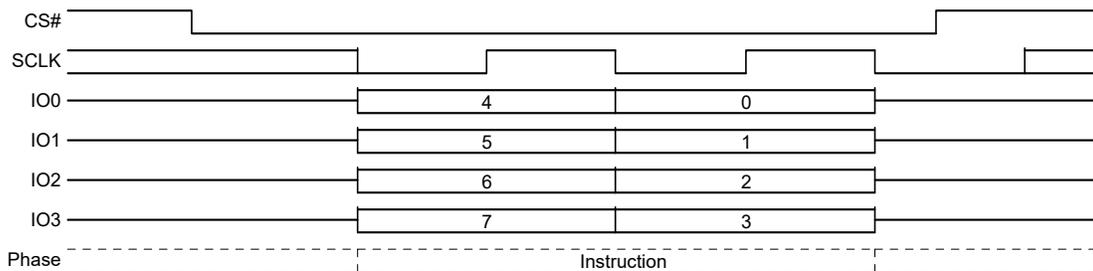 CS#
SCLK
IO0 4 0
IO1 5 1
IO2 6 2
IO3 7 3
Phase Instruction